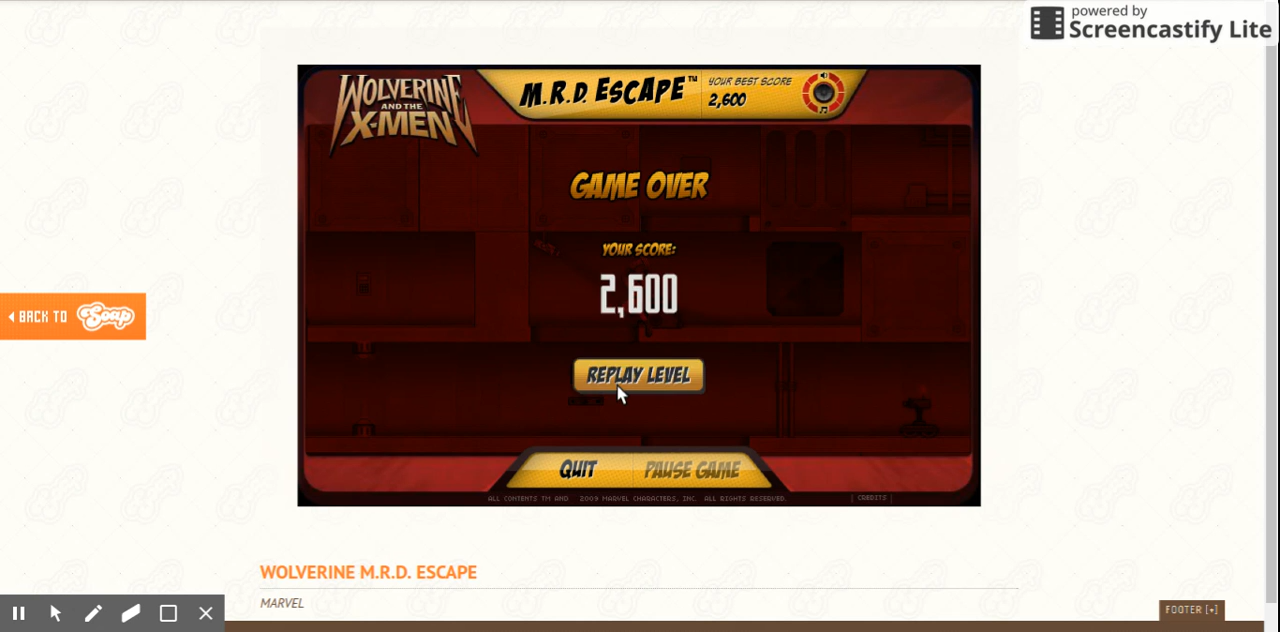 powered by
Screencastify Lite
WOLVERINE
AND THE
X-MEN
M.R.D. ESCAPE™
YOUR BEST SCORE
2,600
GAME OVER
YOUR SCORE:
2,600
BACK TO Soap
REPLAY LEVEL
QUIT
PAUSE GAME
ALL CONTENTS TM AND 2009 MARVEL CHARACTERS, INC. ALL RIGHTS RESERVED.
| CREDITS |
WOLVERINE M.R.D. ESCAPE
MARVEL
FOOTER [+]